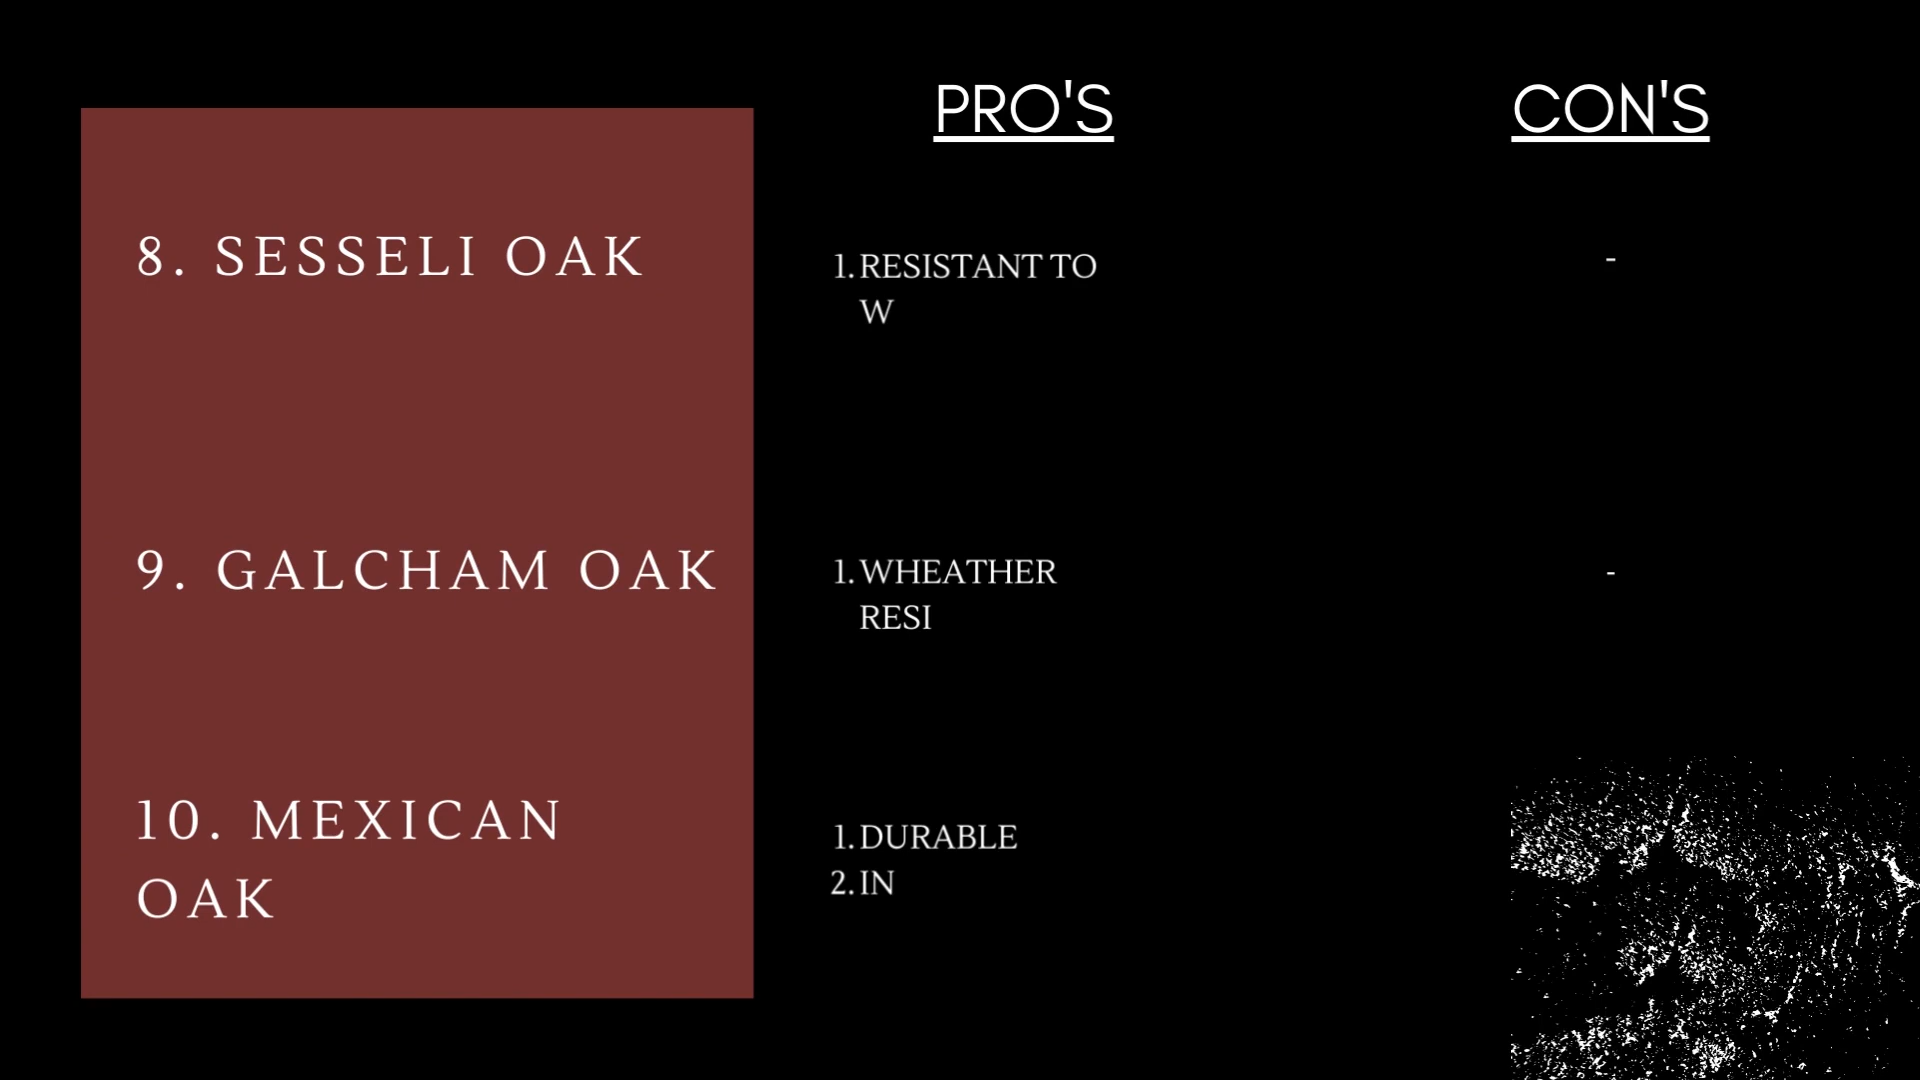 PRO'S
CON'S
8. SESSELI OAK
1. RESISTANT TO
W
-
9. GALCHAM OAK
1. WHEATHER
RESI
-
10. MEXICAN
OAK
1. DURABLE
2. IN